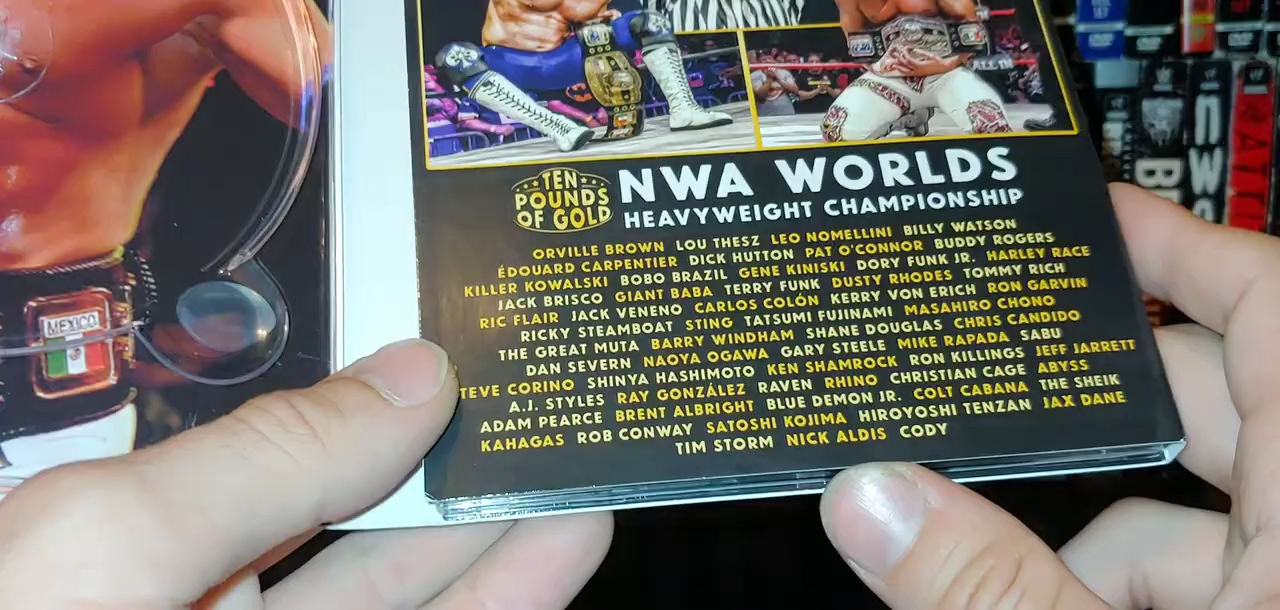 ALL IN
TEN
POUNDS
OF GOLD
NWA WORLDS
HEAVYWEIGHT CHAMPIONSHIP
ORVILLE BROWN LOU THESZ LEO NOMELLINI BILLY WATSON
ÉDOUARD CARPENTIER DICK HUTTON PAT O'CONNOR BUDDY ROGERS
KILLER KOWALSKI BOBO BRAZIL GENE KINISKI DORY FUNK JR. HARLEY RACE
JACK BRISCO GIANT BABA TERRY FUNK DUSTY RHODES TOMMY RICH
RIC FLAIR JACK VENENO CARLOS COLÓN KERRY VON ERICH RON GARVIN
RICKY STEAMBOAT STING TATSUMI FUJINAMI MASAHIRO CHONO
THE GREAT MUTA BARRY WINDHAM SHANE DOUGLAS CHRIS CANDIDO
DAN SEVERN NAOYA OGAWA GARY STEELE MIKE RAPADA SABU
TEVE CORINO SHINYA HASHIMOTO KEN SHAMROCK RON KILLINGS JEFF JARRETT
A.J. STYLES RAY GONZÁLEZ RAVEN RHINO CHRISTIAN CAGE ABYSS
ADAM PEARCE BRENT ALBRIGHT BLUE DEMON JR. COLT CABANA THE SHEIK
KAHAGAS ROB CONWAY SATOSHI KOJIMA HIROYOSHI TENZAN JAX DANE
TIM STORM NICK ALDIS CODY
MEXICO